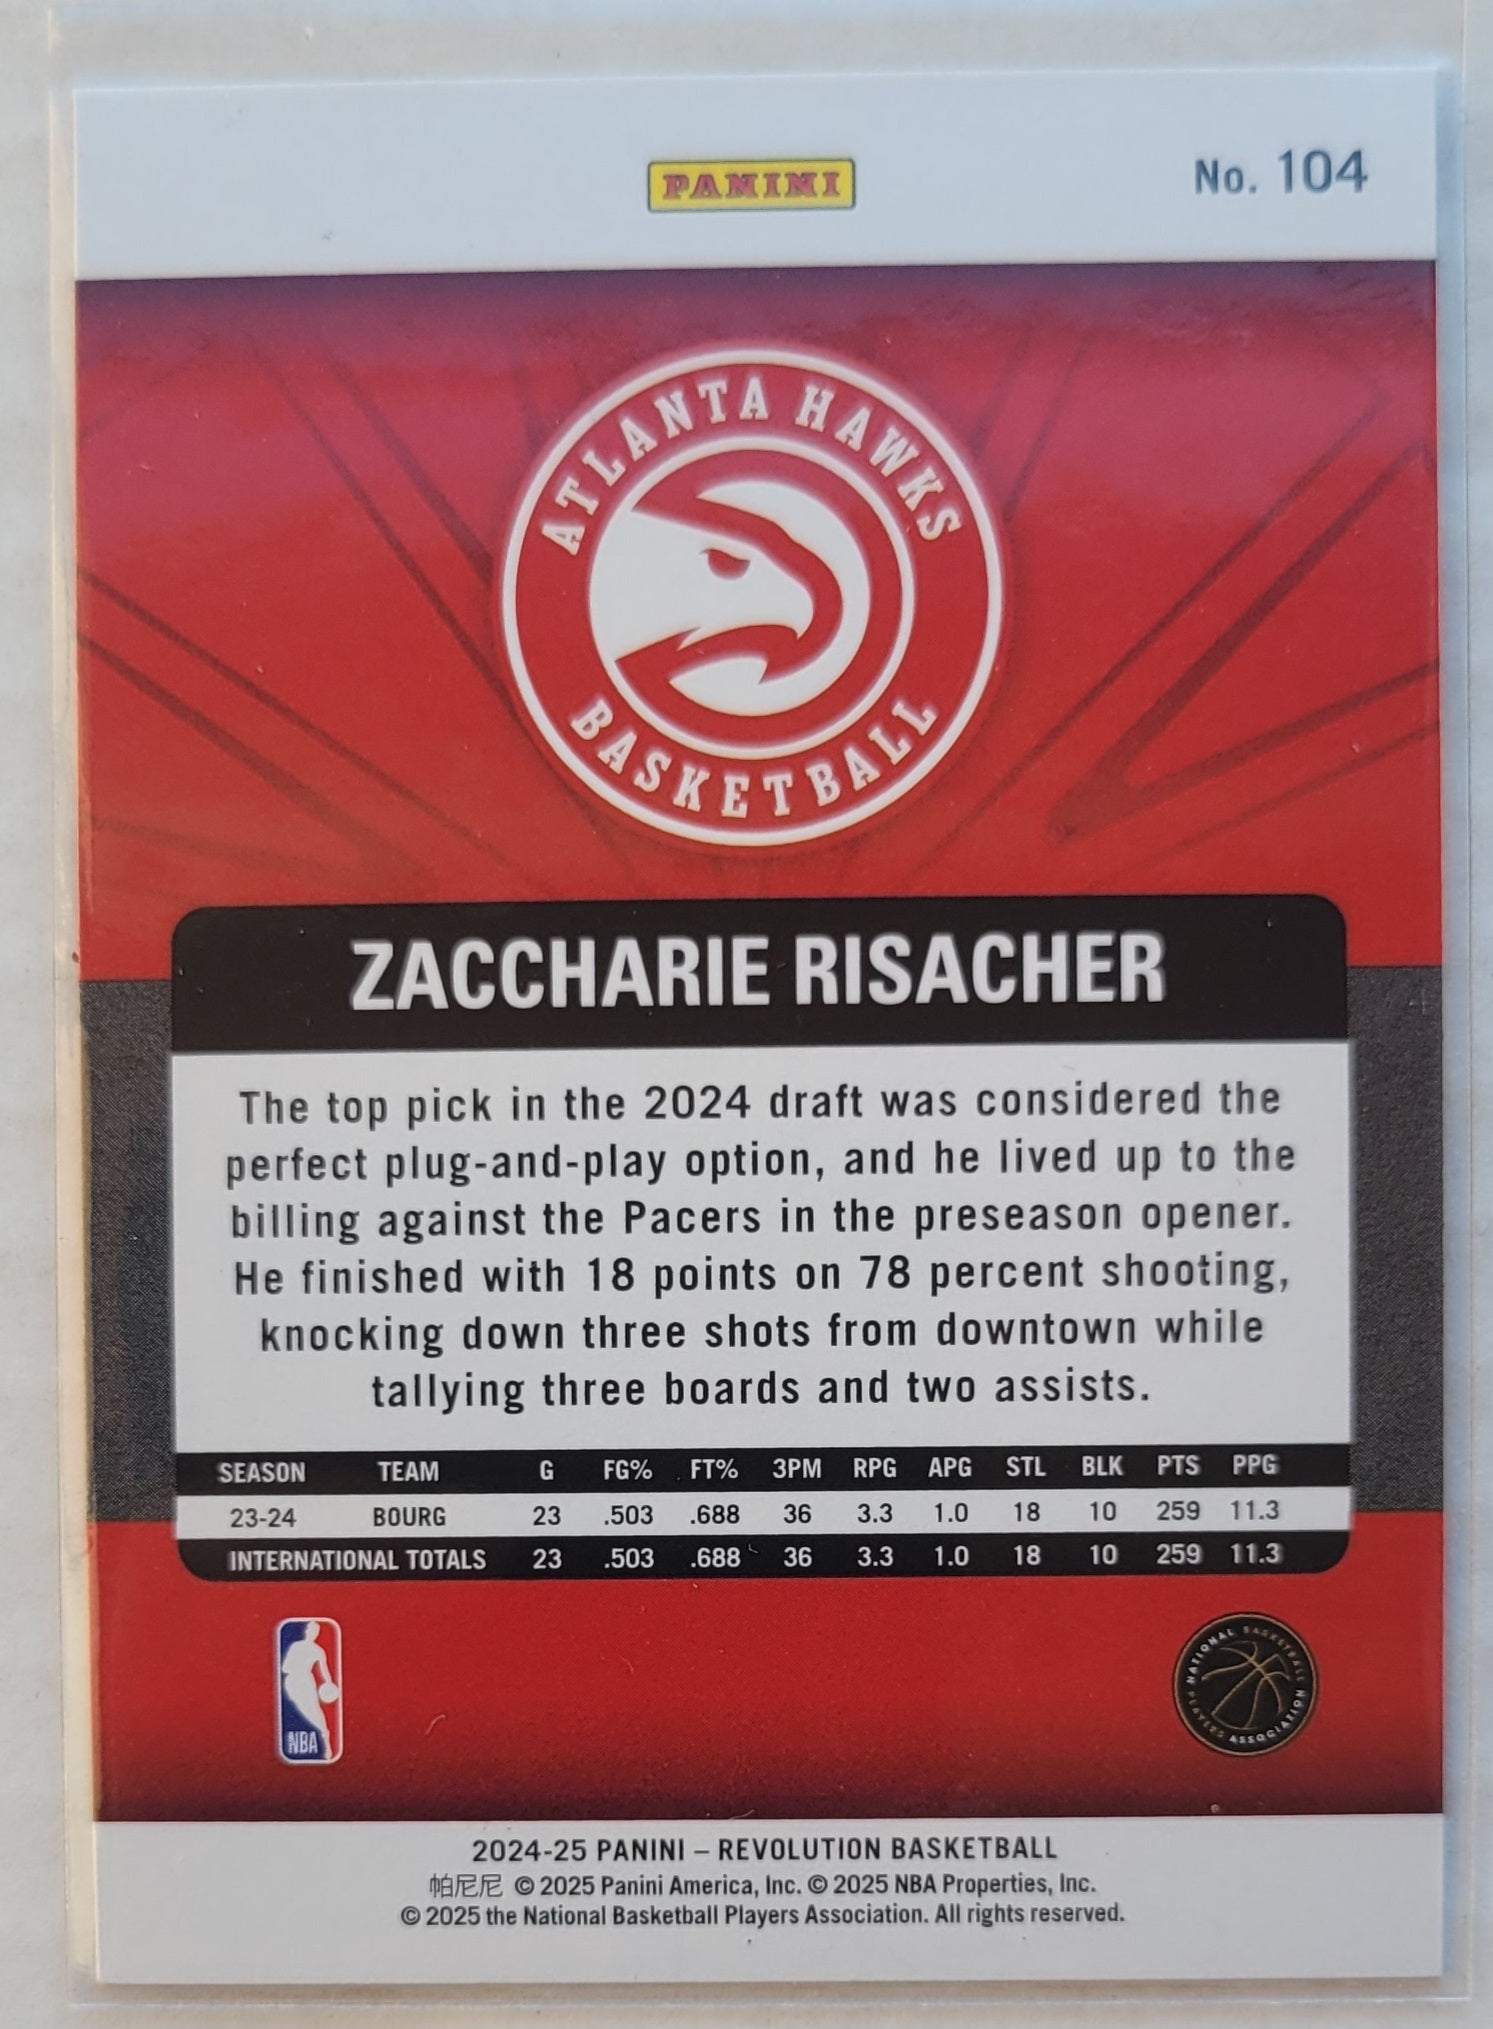 PANINI
No. 104
ATLANTA HAWKS
BASKETBALL
ZACCHARIE RISACHER
The top pick in the 2024 draft was considered the
perfect plug-and-play option, and he lived up to the
billing against the Pacers in the preseason opener.
He finished with 18 points on 78 percent shooting,
knocking down three shots from downtown while
tallying three boards and two assists.
SEASON TEAM G FG% FT% 3PM RPG APG STL BLK PTS PPG
23-24 BOURG 23 .503 .688 36 3.3 1.0 18 10 259 11.3
INTERNATIONAL TOTALS 23 .503 .688 36 3.3 1.0 18 10 259 11.3
NBA
NATIONAL BASKETBALL
PLAYERS ASSOCIATION
2024-25 PANINI – REVOLUTION BASKETBALL
帕尼尼 © 2025 Panini America, Inc. © 2025 NBA Properties, Inc.
© 2025 the National Basketball Players Association. All rights reserved.